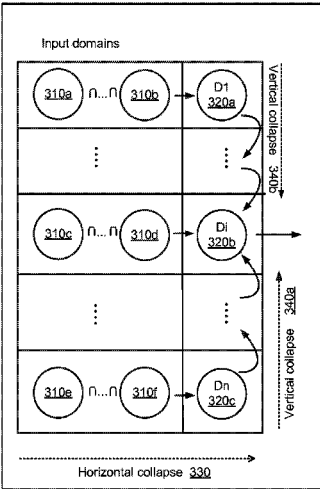 Input domains
310a ∩...∩ 310b D1 320a
Vertical collapse 340b
..... .....
310c ∩...∩ 310d Di 320b
..... .....
Vertical collapse 340a
310e ∩...∩ 310f Dn 320c
Horizontal collapse 330